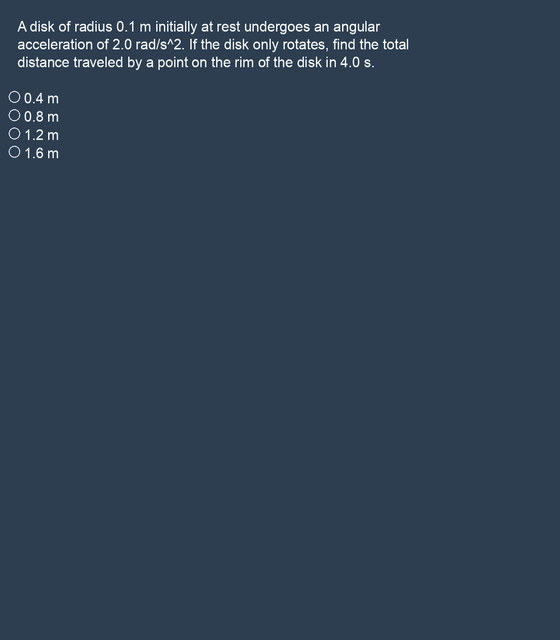 A disk of radius 0.1 m initially at rest undergoes an angular
acceleration of 2.0 rad/s^2. If the disk only rotates, find the total
distance traveled by a point on the rim of the disk in 4.0 s.
0.4 m
0.8 m
1.2 m
1.6 m